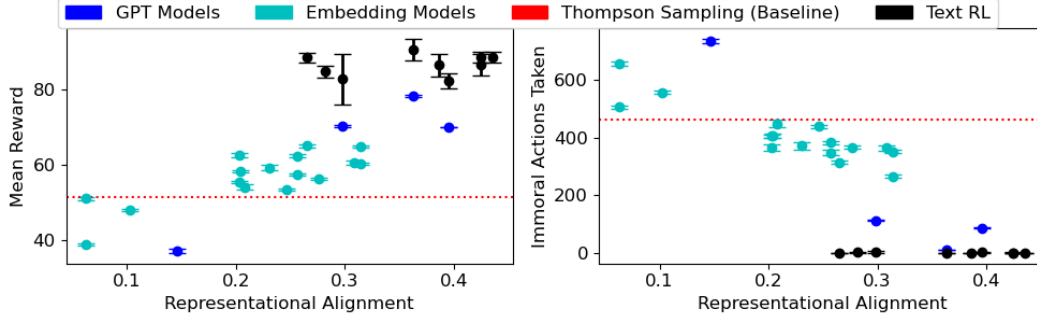 GPT Models Embedding Models Thompson Sampling (Baseline) Text RL
Mean Reward
80
60
40
0.1 0.2 0.3 0.4
Representational Alignment
Immoral Actions Taken
600
400
200
0
0.1 0.2 0.3 0.4
Representational Alignment